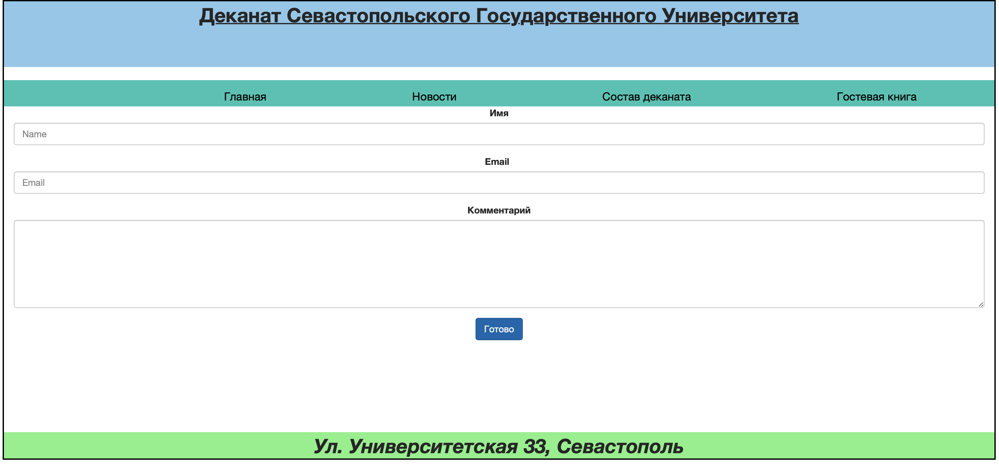 Деканат Севастопольского Государственного Университета
Главная Новости Состав деканата Гостевая книга
Имя
Name
Email
Email
Комментарий
Готово
Ул. Университетская 33, Севастополь